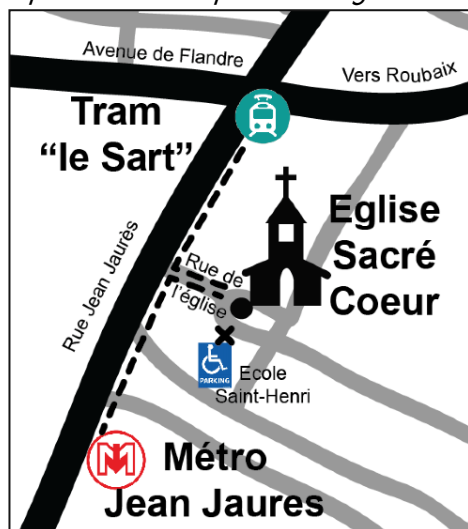 Avenue de Flandre
Vers Roubaix
Tram
“le Sart”
Eglise
Sacré
Coeur
Rue de
l'église
Rue Jean Jaurès
PARKING
Ecole
Saint-Henri
M
Métro
Jean Jaures